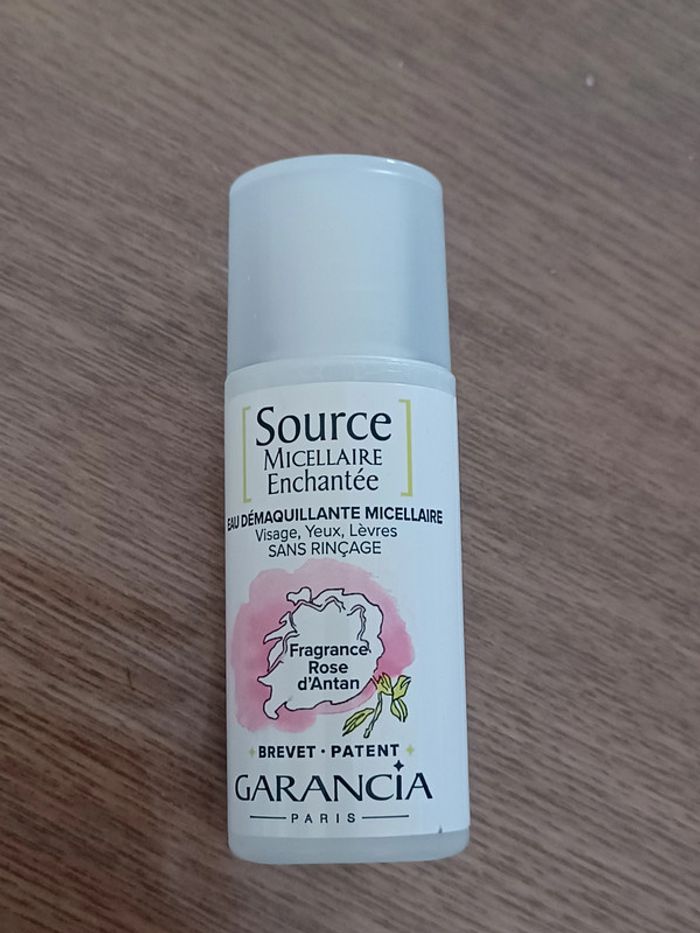 Source
MICELLAIRE
Enchantée
EAU DÉMAQUILLANTE MICELLAIRE
Visage, Yeux, Lèvres
SANS RINÇAGE
Fragrance
Rose
d'Antan
BREVET · PATENT
GARANCIA
PARIS